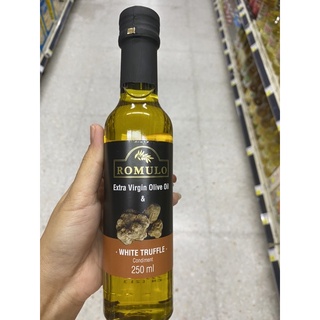 ROMULO
Extra Virgin Olive Oil
&
- WHITE TRUFFLE -
Condiment
250 ml